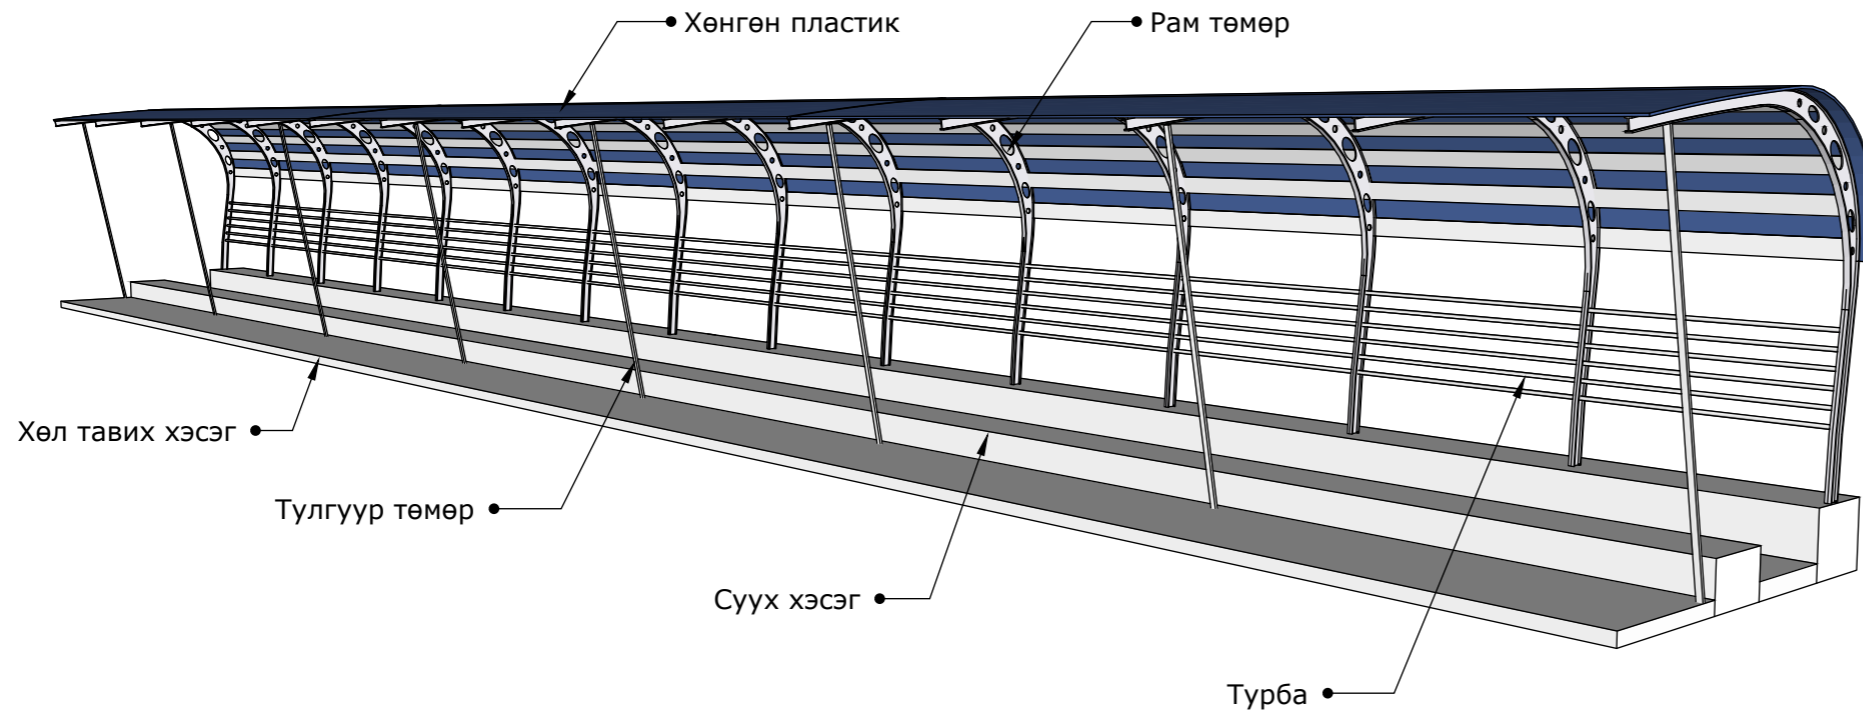 Хөнгөн пластик
Рам төмөр
Хөл тавих хэсэг
Тулгуур төмөр
Суух хэсэг
Турба